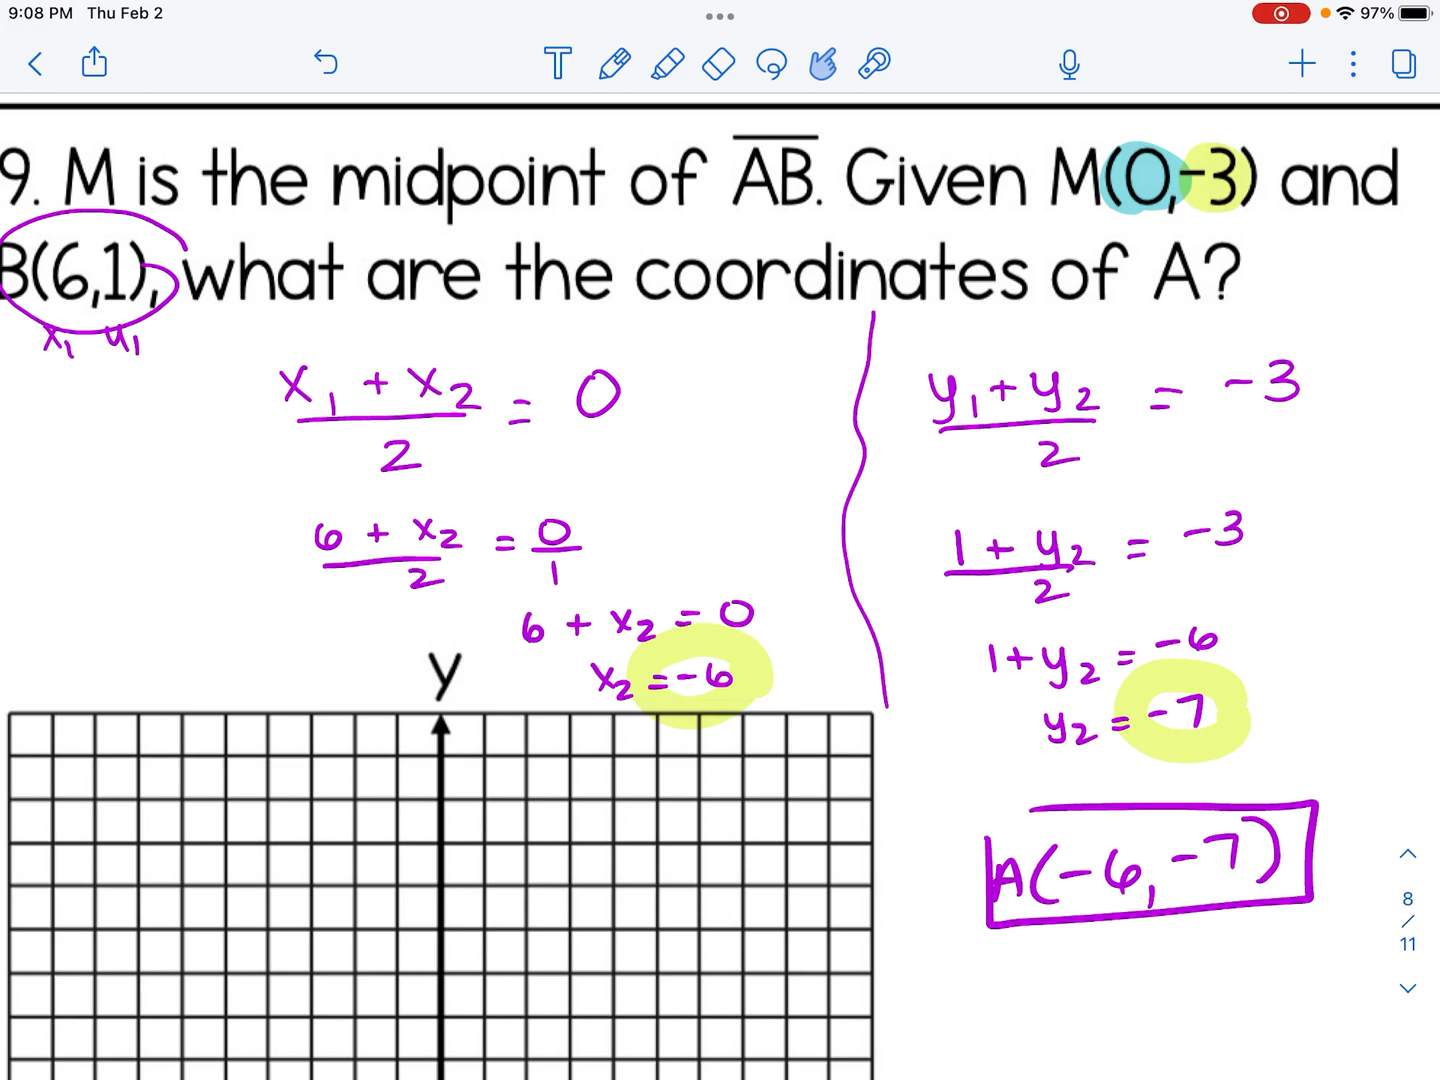 9:08 PM Thu Feb 2
97%
9. M is the midpoint of AB. Given M(0,-3) and
B(6,1), what are the coordinates of A?
x₁ y₁
x₁ + x₂ / 2 = 0
6 + x₂ / 2 = 0 / 1
6 + x₂ = 0
x₂ = -6
y₁ + y₂ / 2 = -3
1 + y₂ / 2 = -3
1 + y₂ = -6
y₂ = -7
A(-6, -7)
y
8
/
11